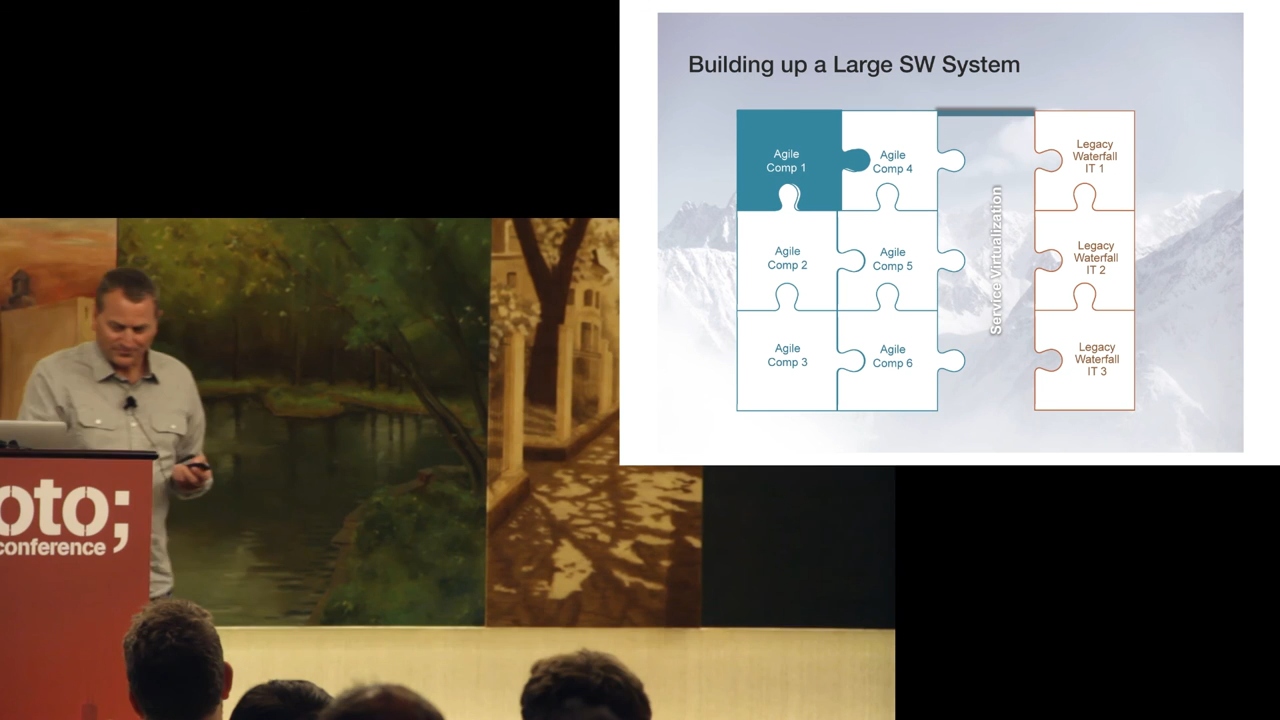 Building up a Large SW System
Agile
Comp 1
Agile
Comp 4
Legacy
Waterfall
IT 1
Agile
Comp 2
Agile
Comp 5
Service Virtualization
Legacy
Waterfall
IT 2
Agile
Comp 3
Agile
Comp 6
Legacy
Waterfall
IT 3
oto;
conference